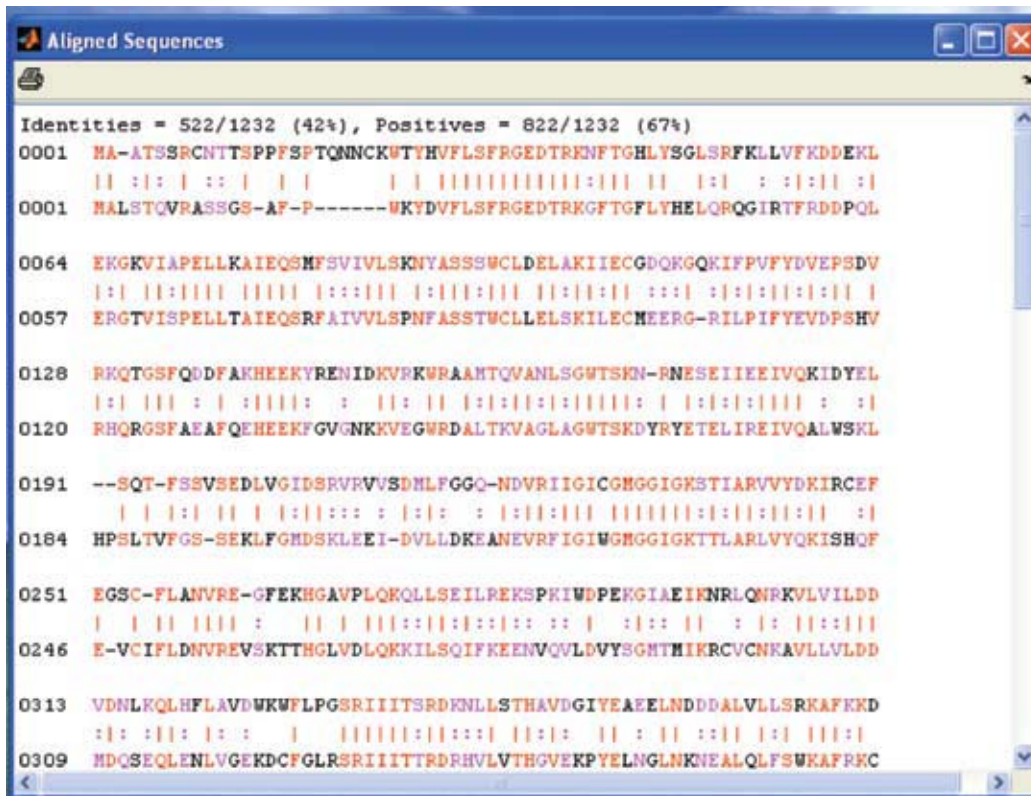 Aligned Sequences
Identities = 522/1232 (42%), Positives = 822/1232 (67%)
0001 MA-ATSSRCNTTSPPFSPTQNNCKWTYHVFLSFRGEDTRKNFTGHLYSGLSRFKLLVFKDDEKL
|| :|: | :: | | | | | |||||||||||||:||| || | |:| : :|:|| :|
0001 MALSTQVRASSGS-AF-P------WKYDVFLSFRGEDTRKGFTGFLYHELQRQGIRTFRDDPQL
0064 EKGKVIAPELLKAIEQSMFSVIVLSKNYASSSWCLDELAKIIECGDQKGQKIFPVFYDVEPSDV
|:| ||:|||| ||||| |:::|||| |:|||:||| ||:||:|| :::| :|:|:||:|:|| |
0057 ERGTVISPELLTAIEQSRFAIVVLSPNFASSTWCLLELSKILECMEERG-RILPIFYEVDPSHV
0128 RKQTGSFQDDFAKHEEKYRENIDKVRKWRAAMTQVANLSGWTSKN-RNESEIIEEIVQKIDYEL
|:| ||| : |:||||: : ||: || |:|:||:|:||||||: | |:|:|:||||| : :|
0120 RHQRGSFAEAFQEHEEKFGVGNKKVEGWRDALTKVAGLAGWTSKDYRYETELIREIVQALWSKL
0191 --SQT-FSSVSEDLVGIDSRVRVVSDMLFGGQ-NDVRIIGICGMGGIGKSTIARVVYDKIRCEF
| | |:| || | |:||::: : |:|: : :|:||:||| |||||||:|:||:||:|| :|
0184 HPSLTVFGS-SEKLFGMDSKLEEI-DVLLDKEANEVRFIGIWGMGGIGKTTLARLVYQKISHQF
0251 EGSC-FLANVRE-GFEKHGAVPLQKQLLSEILREKSPKIWDPEKGIAEIKNRLQNRKVLVILDD
| | || |||| : || | ||||::||:|::|: :: : | :|:: || | |: ||::|||
0246 E-VCIFLDNVREVSKTTHGLVDLQKKILSQIFKEENVQVLDVYSGMTMIKRCVCNKAVLLVLDD
0313 VDNLKQLHFLAVDWKWFLPGSRIIITSRDKNLLSTHAVDGIYEAEELNDDDALVLLSRKAFKKD
:|: :||: |: : | ||||||:||:::|| ||:|: || | :: || |:|||:|
0309 MDQSEQLENLVGEKDCFGLRSRIIITTRDRHVLVTHGVEKPYELNGLNKNEALQLFSWKAFRKC